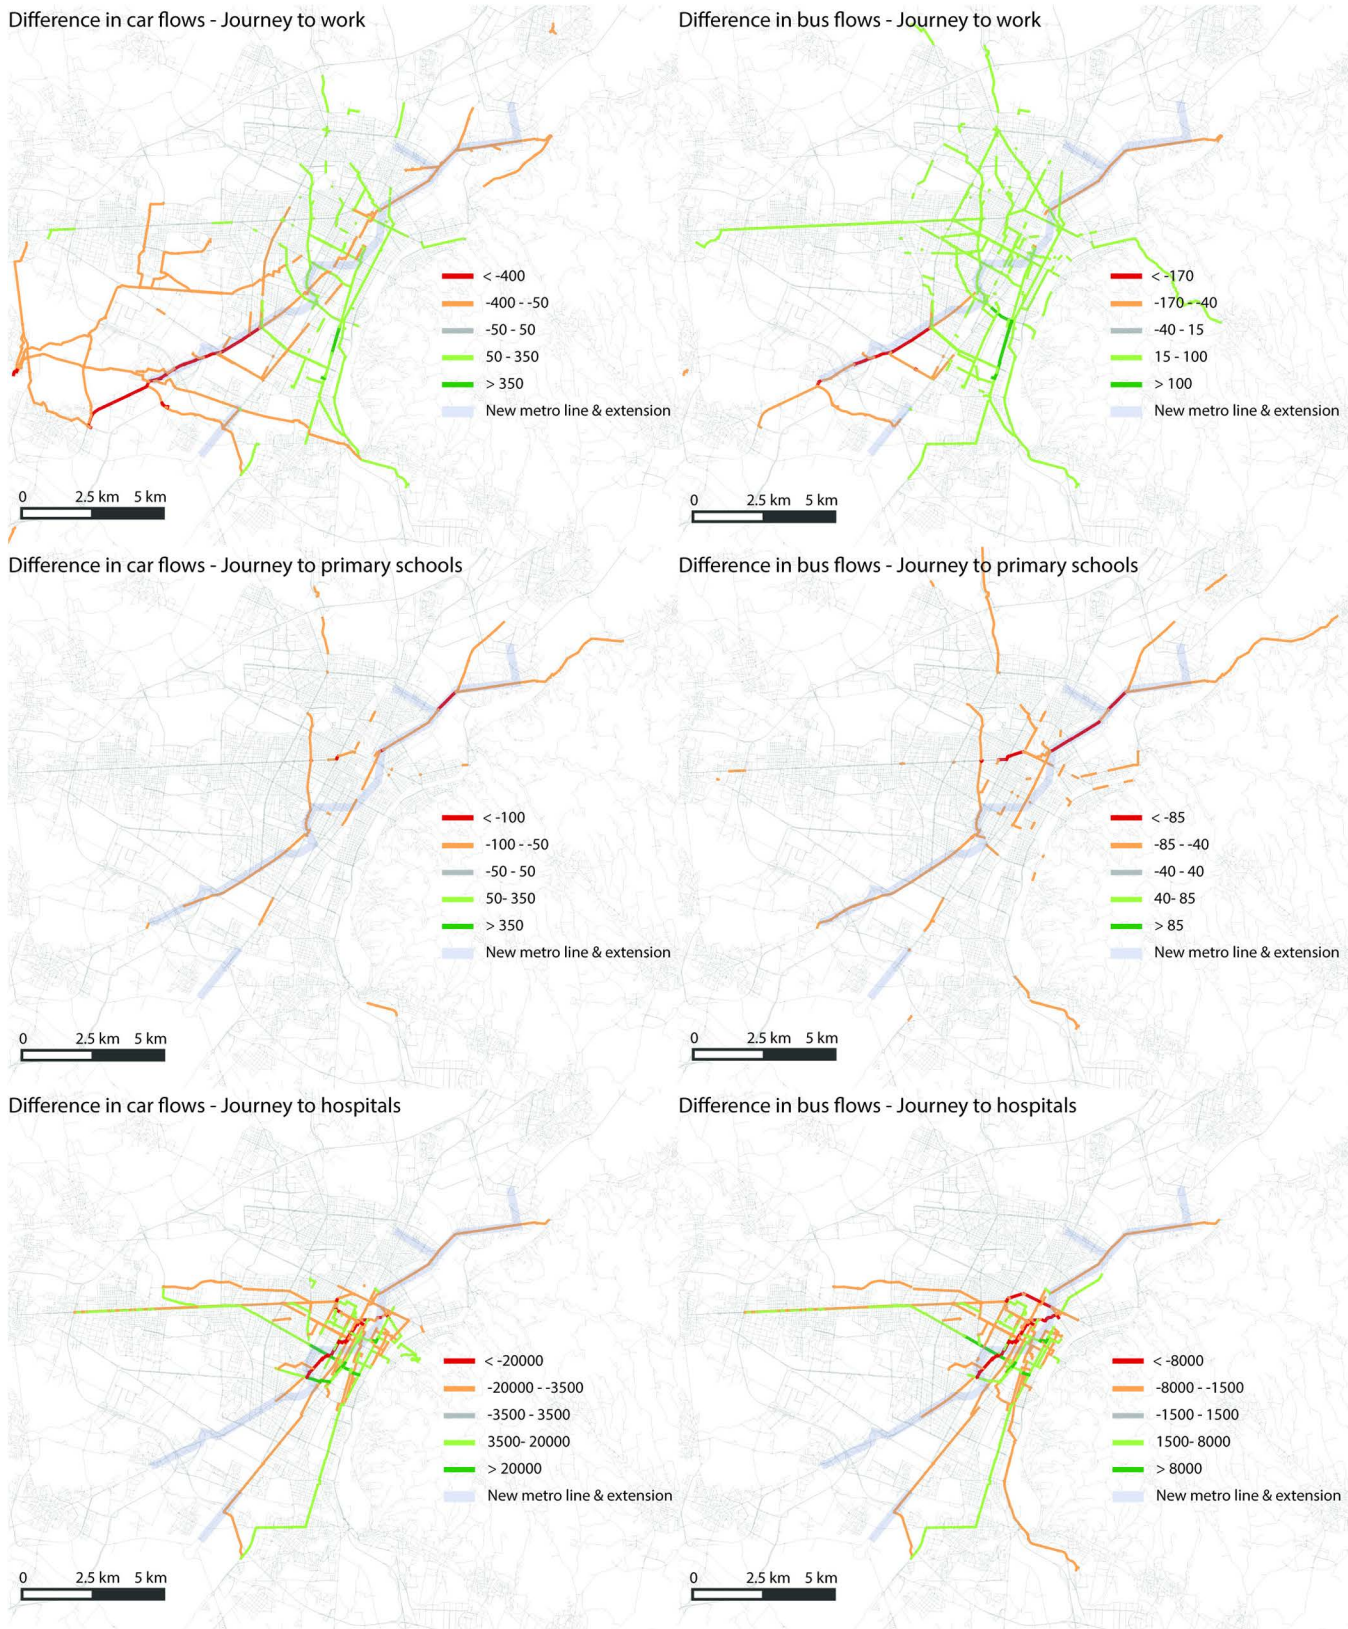 Difference in car flows - Journey to work
< -400
-400 - -50
-50 - 50
50 - 350
> 350
New metro line & extension
0 2.5 km 5 km
Difference in bus flows - Journey to work
< -170
-170 - -40
-40 - 15
15 - 100
> 100
New metro line & extension
0 2.5 km 5 km
Difference in car flows - Journey to primary schools
< -100
-100 - -50
-50 - 50
50- 350
> 350
New metro line & extension
0 2.5 km 5 km
Difference in bus flows - Journey to primary schools
< -85
-85 - -40
-40 - 40
40- 85
> 85
New metro line & extension
0 2.5 km 5 km
Difference in car flows - Journey to hospitals
< -20000
-20000 - -3500
-3500 - 3500
3500- 20000
> 20000
New metro line & extension
0 2.5 km 5 km
Difference in bus flows - Journey to hospitals
< -8000
-8000 - -1500
-1500 - 1500
1500- 8000
> 8000
New metro line & extension
0 2.5 km 5 km